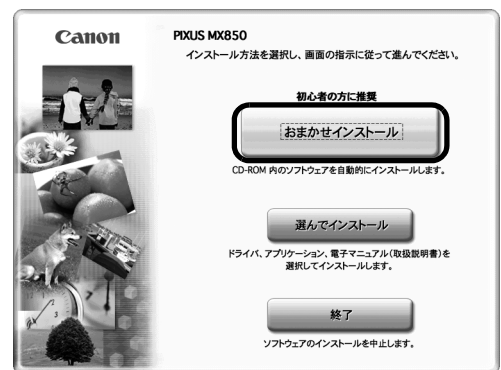 Canon
PIXUS MX850
インストール方法を選択し、画面の指示に従って進んでください。
初心者の方に推奨
おまかせインストール
CD-ROM 内のソフトウェアを自動的にインストールします。
選んでインストール
ドライバ、アプリケーション、電子マニュアル(取扱説明書)を
選択してインストールします。
終了
ソフトウェアのインストールを中止します。